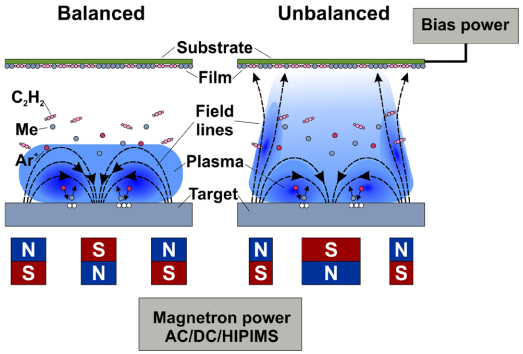 Balanced
Unbalanced
Bias power
Substrate
Film
C₂H₂
Me
Ar⁺
Field
lines
Plasma
Target
N S N N S N
S N S S N S
Magnetron power
AC/DC/HIPIMS